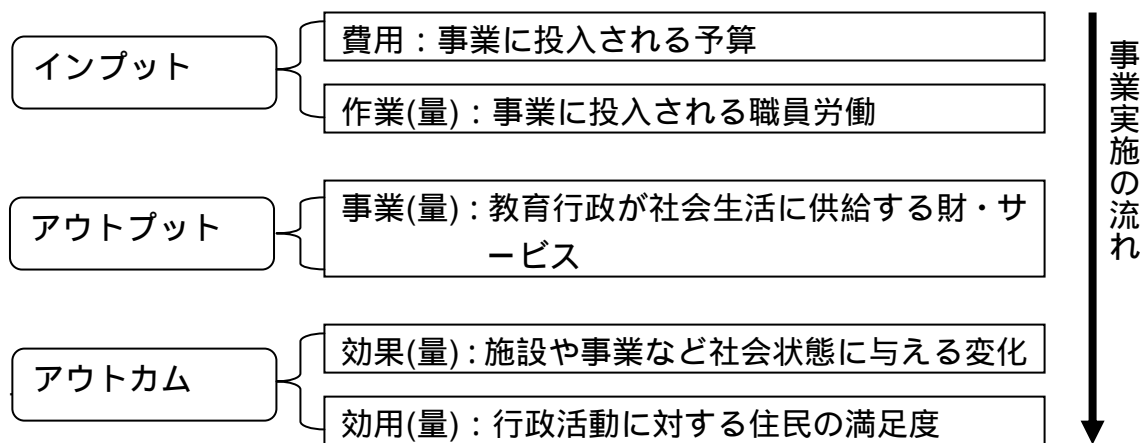 インプット
費用：事業に投入される予算
作業(量)：事業に投入される職員労働
アウトプット
事業(量)：教育行政が社会生活に供給する財・サ
ービス
アウトカム
効果(量)：施設や事業など社会状態に与える変化
効用(量)：行政活動に対する住民の満足度
事業実施の流れ